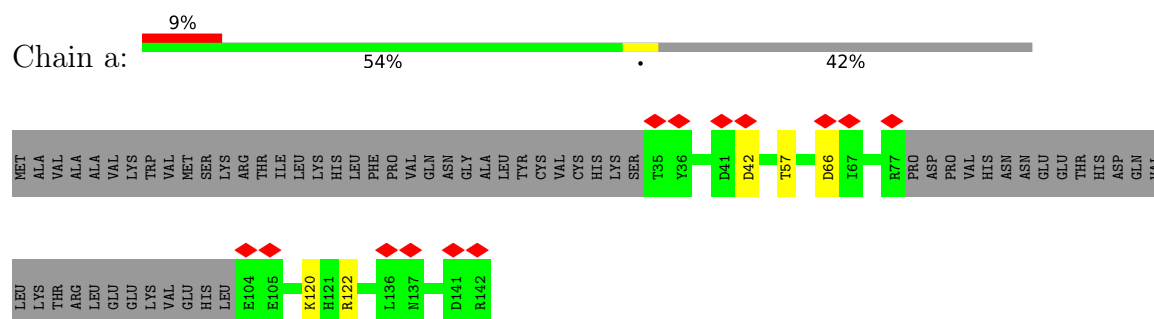 9%
Chain a:
54% • 42%
MET ALA VAL ALA ALA VAL LYS TRP VAL MET SER LYS ARG THR ILE LEU LYS HIS LEU PHE PRO VAL GLN ASN GLY ALA LEU TYR CYS VAL CYS HIS LYS SER T35 Y36 D41 D42 T57 D66 I67 R77 PRO ASP PRO VAL HIS ASN ASN GLU GLU THR HIS ASP GLN VAL
LEU LYS THR ARG LEU GLU GLU LYS VAL GLU HIS LEU E104 E105 K120 H121 R122 L136 N137 D141 R142